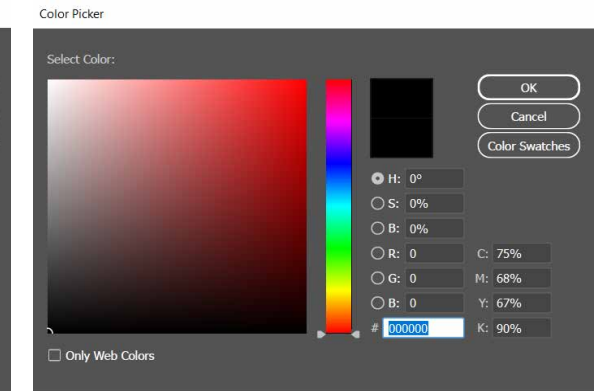 Color Picker
Select Color:
OK
Cancel
Color Swatches
H: 0°
S: 0%
B: 0%
R: 0 C: 75%
G: 0 M: 68%
B: 0 Y: 67%
# 000000 K: 90%
Only Web Colors